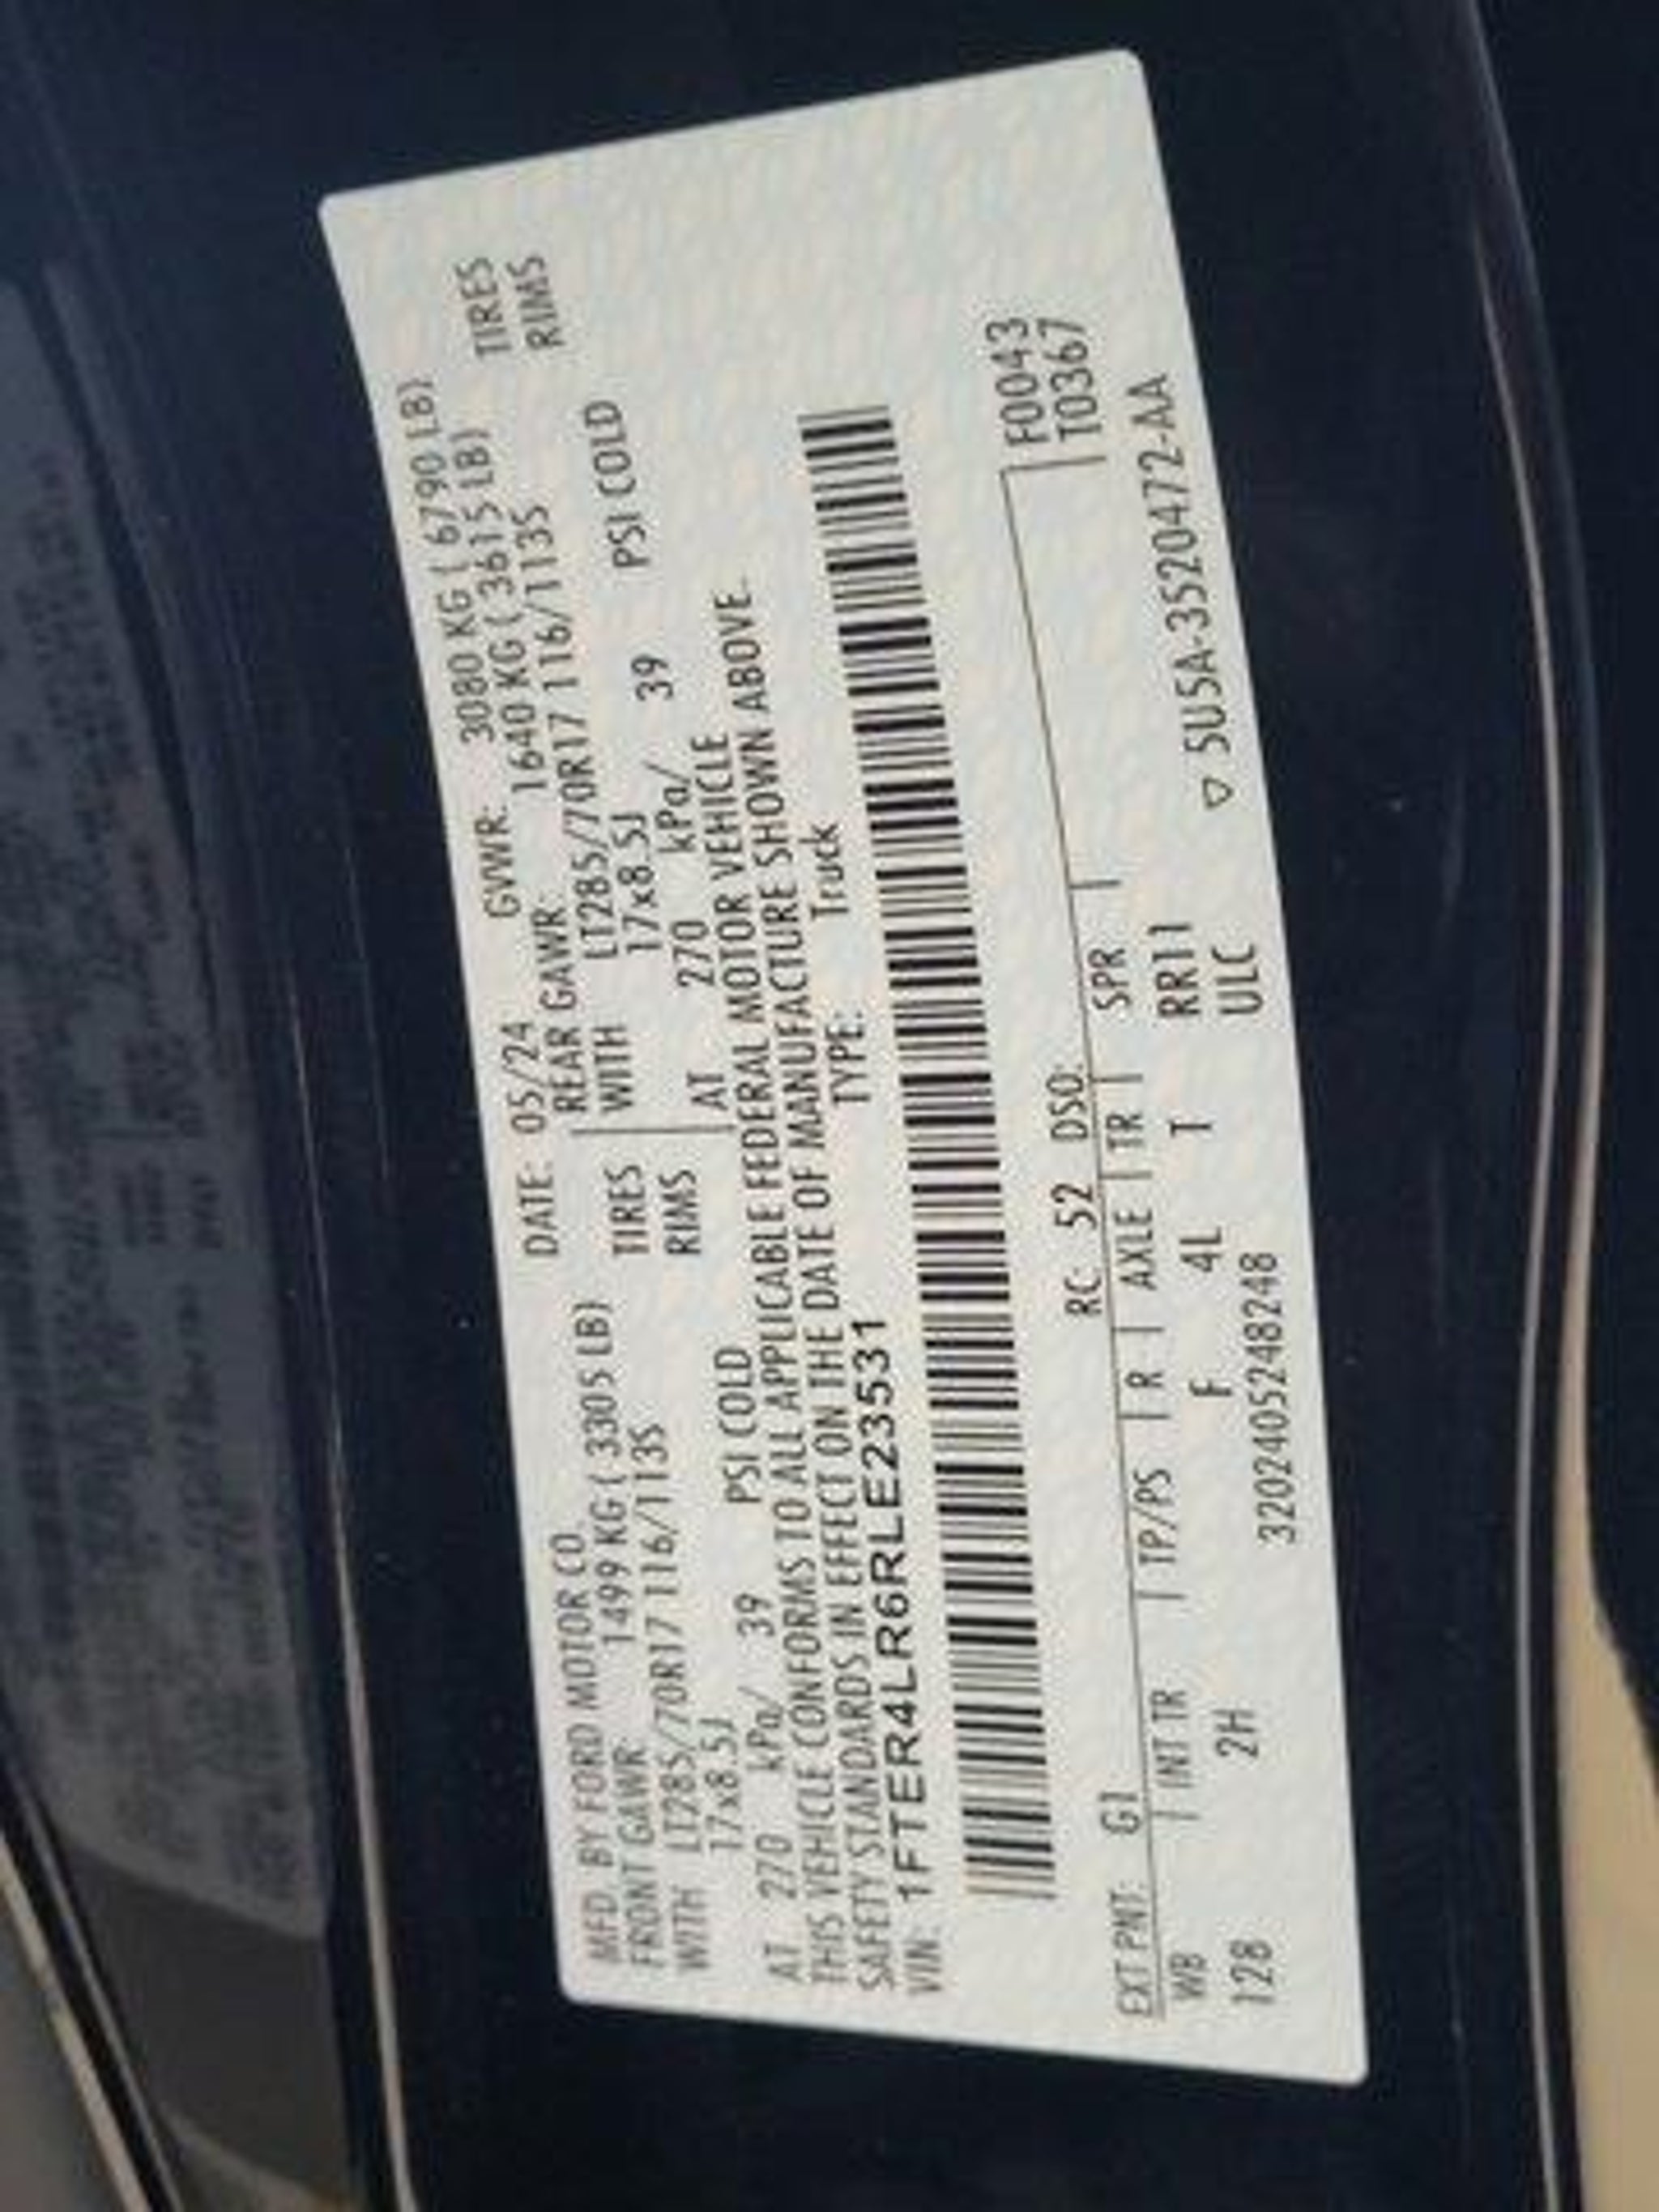 MFD. BY FORD MOTOR CO DATE: 05/24 GVWR: 3080 KG ( 6790 LB)
FRONT GAWR: 1499 KG ( 3305 LB) REAR GAWR: 1640 KG ( 3615 LB)
WITH LT285/70R17 116/113S TIRES WITH LT285/70R17 116/113S TIRES
17x8.5J RIMS 17x8.5J RIMS
AT 270 kPa/ 39 PSI COLD AT 270 kPa/ 39 PSI COLD
THIS VEHICLE CONFORMS TO ALL APPLICABLE FEDERAL MOTOR VEHICLE
SAFETY STANDARDS IN EFFECT ON THE DATE OF MANUFACTURE SHOWN ABOVE.
VIN: 1FTER4LR6RLE23531 TYPE: Truck
F0043
T0367
EXT PNT: G1 RC: 52 DSO:
WB INT TR TP/PS R AXLE TR SPR
128 2H F 4L T RR11
ULC
3202405248248
▽ 5U5A-3520472-AA